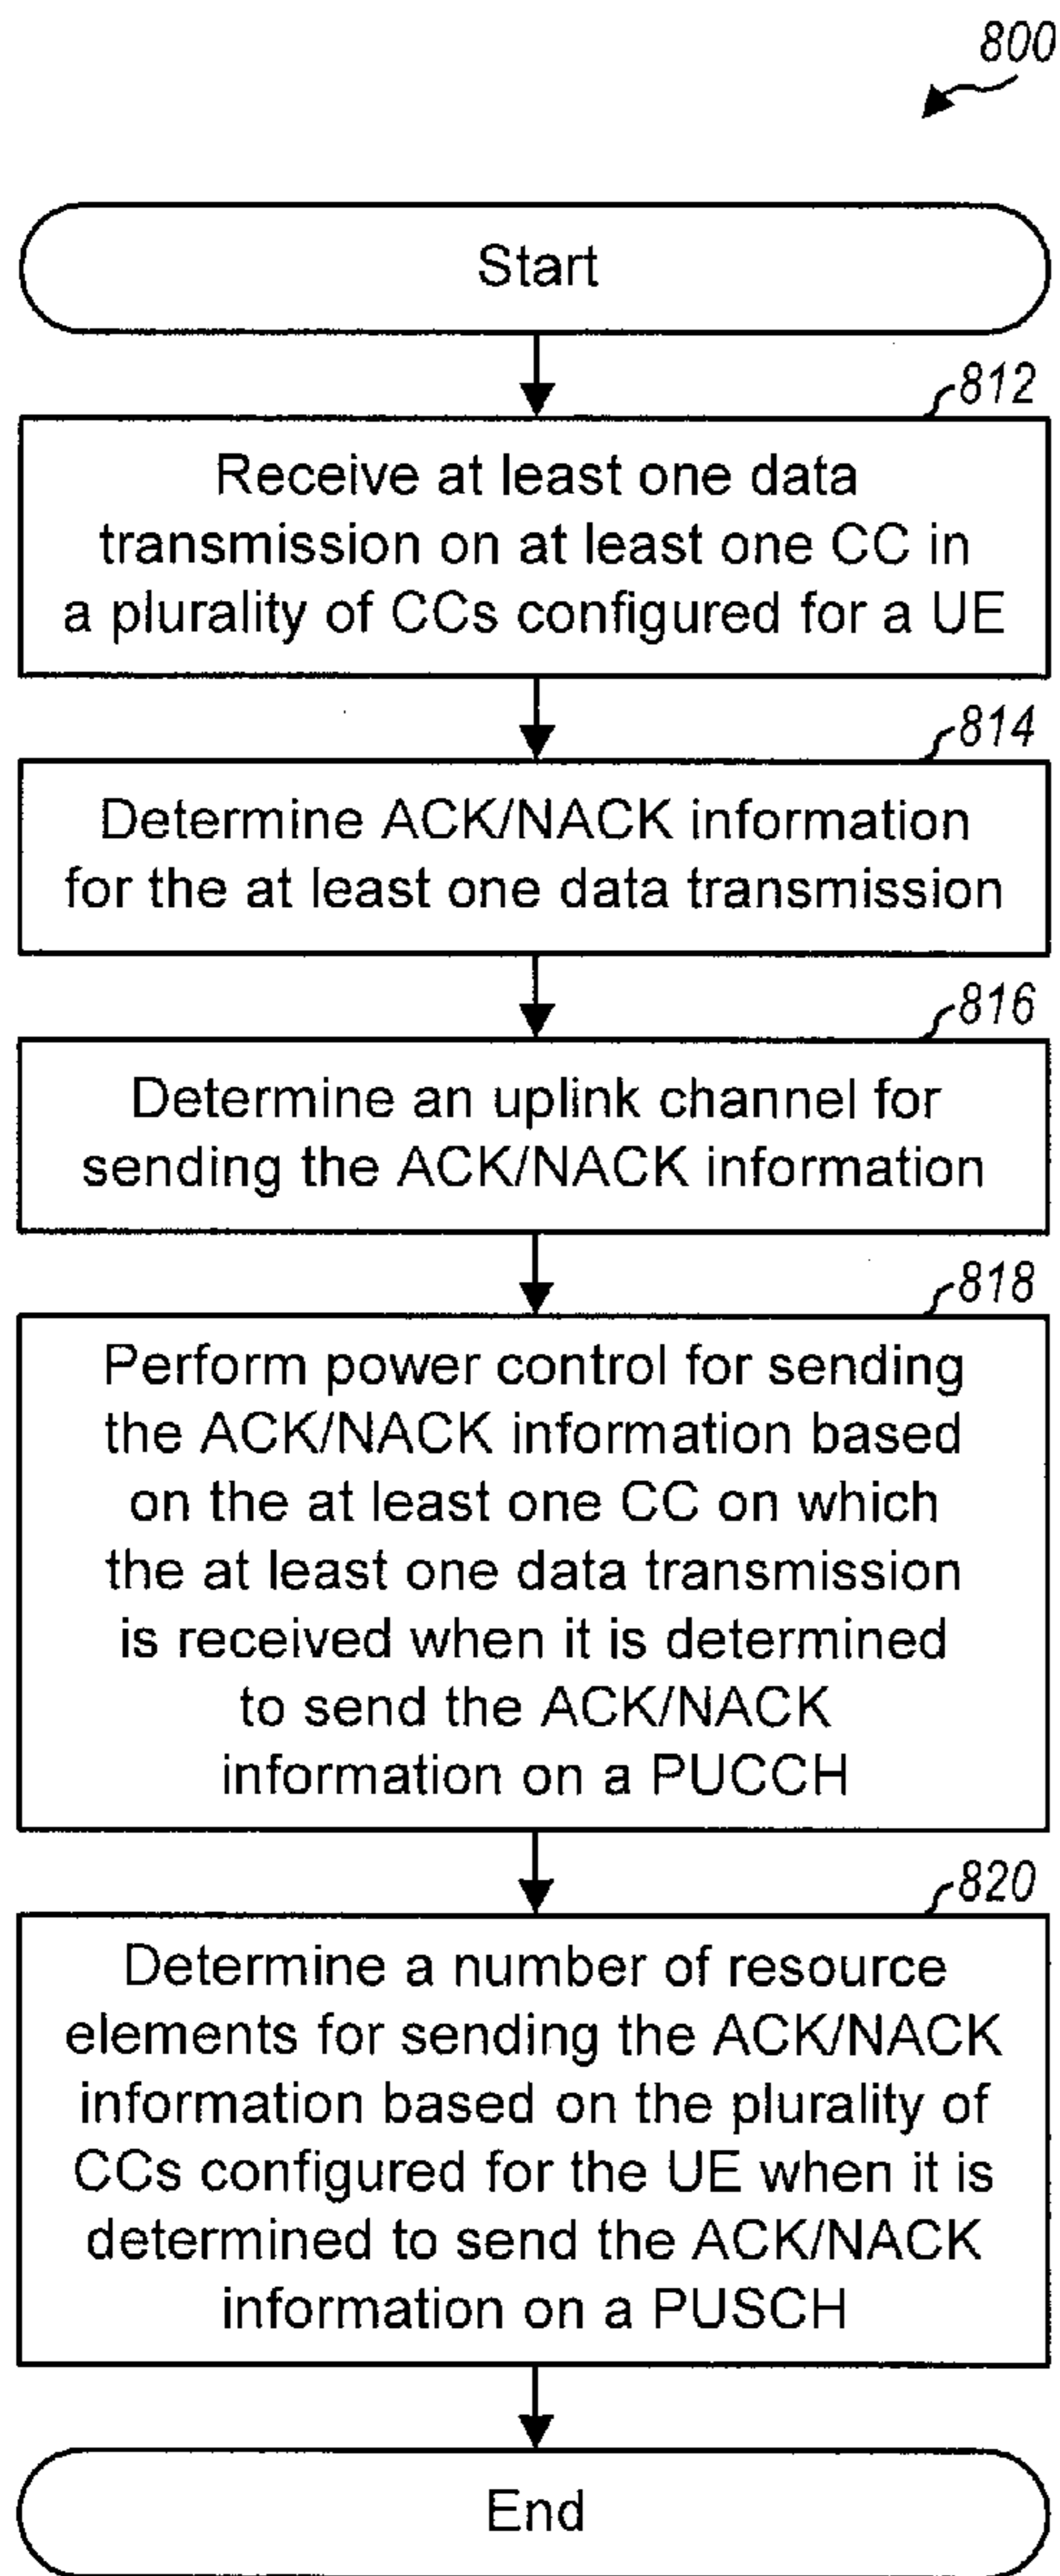 800
Start
812
Receive at least one data
transmission on at least one CC in
a plurality of CCs configured for a UE
814
Determine ACK/NACK information
for the at least one data transmission
816
Determine an uplink channel for
sending the ACK/NACK information
818
Perform power control for sending
the ACK/NACK information based
on the at least one CC on which
the at least one data transmission
is received when it is determined
to send the ACK/NACK
information on a PUCCH
820
Determine a number of resource
elements for sending the ACK/NACK
information based on the plurality of
CCs configured for the UE when it is
determined to send the ACK/NACK
information on a PUSCH
End